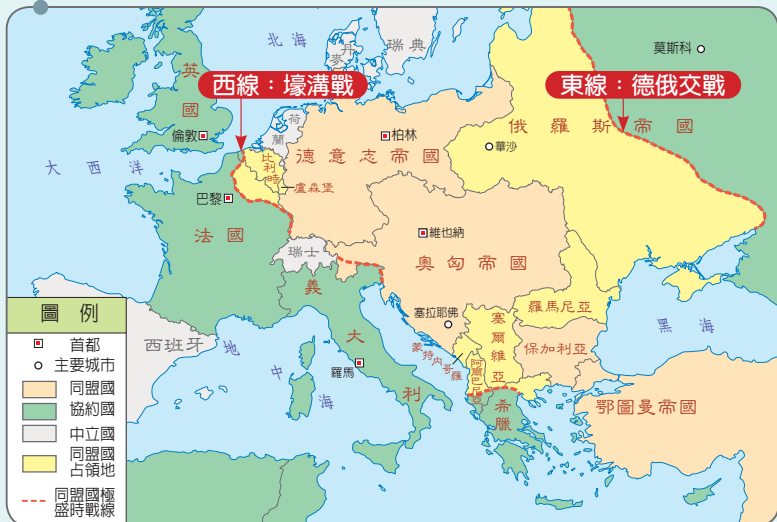 北海
丹麥
瑞典
莫斯科
英國
西線：壕溝戰
東線：德俄交戰
倫敦
荷蘭
柏林
俄羅斯帝國
大西洋
比利時
德意志帝國
華沙
盧森堡
巴黎
法國
維也納
瑞士
奧匈帝國
義大利
塞拉耶佛
塞爾維亞
羅馬尼亞
黑海
西班牙
地中海
蒙特內哥羅
阿爾巴尼亞
保加利亞
羅馬
希臘
鄂圖曼帝國
圖例
首都
主要城市
同盟國
協約國
中立國
同盟國
占領地
同盟國極
盛時戰線